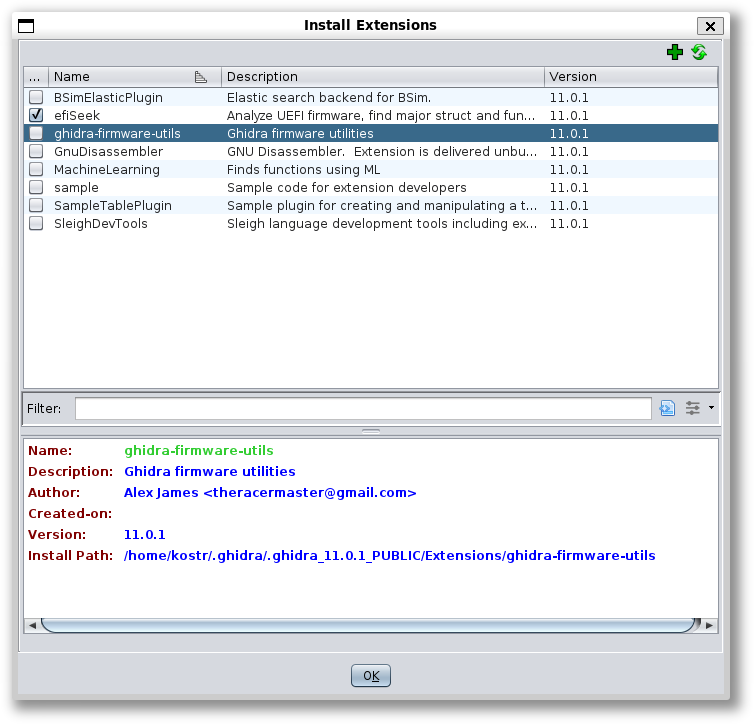 Install Extensions
... Name Description Version
BSimElasticPlugin Elastic search backend for BSim. 11.0.1
efiSeek Analyze UEFI firmware, find major struct and fun... 11.0.1
ghidra-firmware-utils Ghidra firmware utilities 11.0.1
GnuDisassembler GNU Disassembler. Extension is delivered unbu... 11.0.1
MachineLearning Finds functions using ML 11.0.1
sample Sample code for extension developers 11.0.1
SampleTablePlugin Sample plugin for creating and manipulating a t... 11.0.1
SleighDevTools Sleigh language development tools including ex... 11.0.1
Filter:
Name: ghidra-firmware-utils
Description: Ghidra firmware utilities
Author: Alex James <theracermaster@gmail.com>
Created-on:
Version: 11.0.1
Install Path: /home/kostr/.ghidra/.ghidra_11.0.1_PUBLIC/Extensions/ghidra-firmware-utils
OK